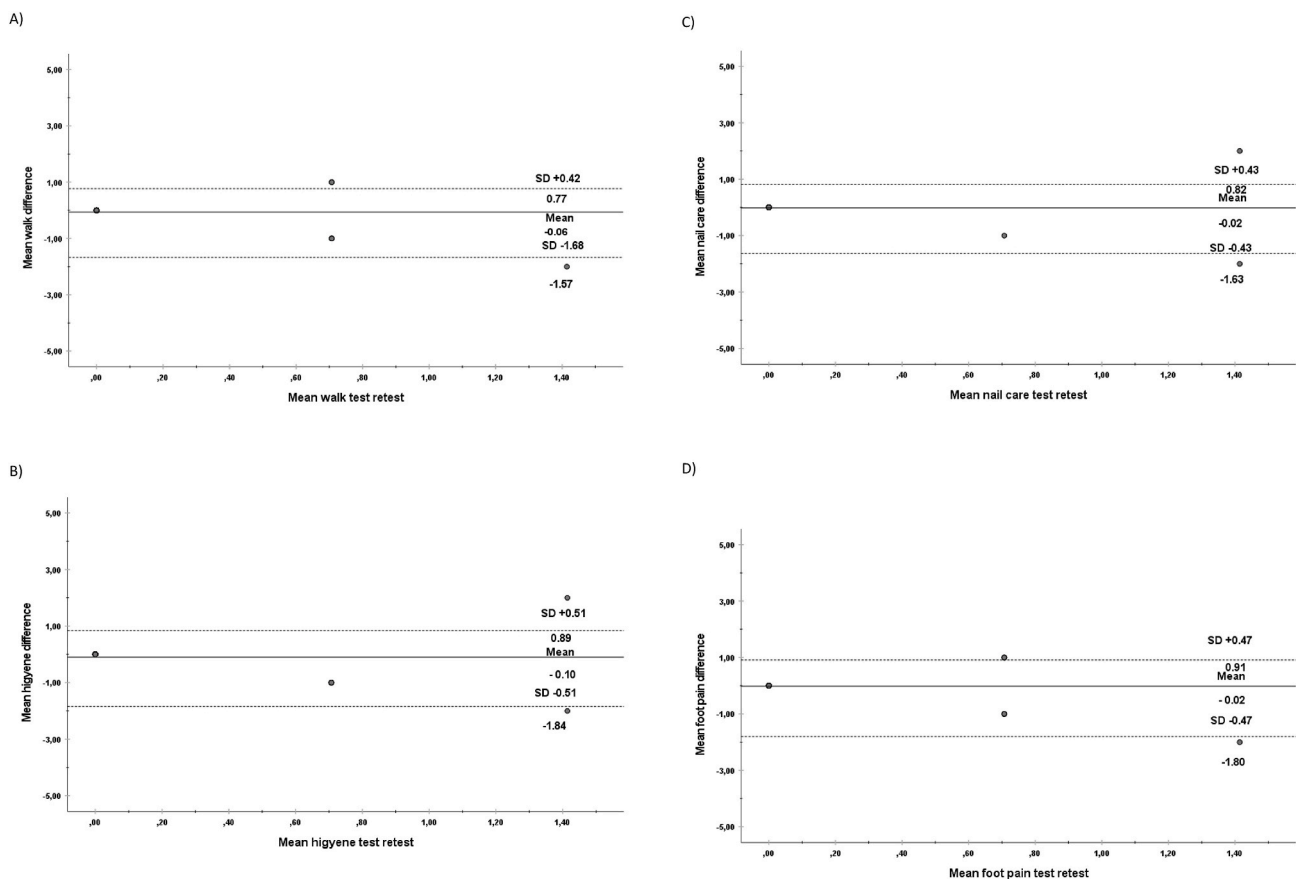 A)
5,00
3,00
1,00
-1,00
-3,00
-5,00
Mean walk difference
SD +0.42
0.77
Mean
-0.06
SD -1.68
-1.57
,00 ,20 ,40 ,60 ,80 1,00 1,20 1,40
Mean walk test retest
C)
5,00
3,00
1,00
-1,00
-3,00
-5,00
Mean nail care difference
SD +0.43
0.82
Mean
-0.02
SD -0.43
-1.63
,00 ,20 ,40 ,60 ,80 1,00 1,20 1,40
Mean nail care test retest
B)
5,00
3,00
1,00
-1,00
-3,00
-5,00
Mean higyene difference
SD +0.51
0.89
Mean
- 0.10
SD -0.51
-1.84
,00 ,20 ,40 ,60 ,80 1,00 1,20 1,40
Mean higyene test retest
D)
5,00
3,00
1,00
-1,00
-3,00
-5,00
Mean foot pain difference
SD +0.47
0.91
Mean
- 0.02
SD -0.47
-1.80
,00 ,20 ,40 ,60 ,80 1,00 1,20 1,40
Mean foot pain test retest